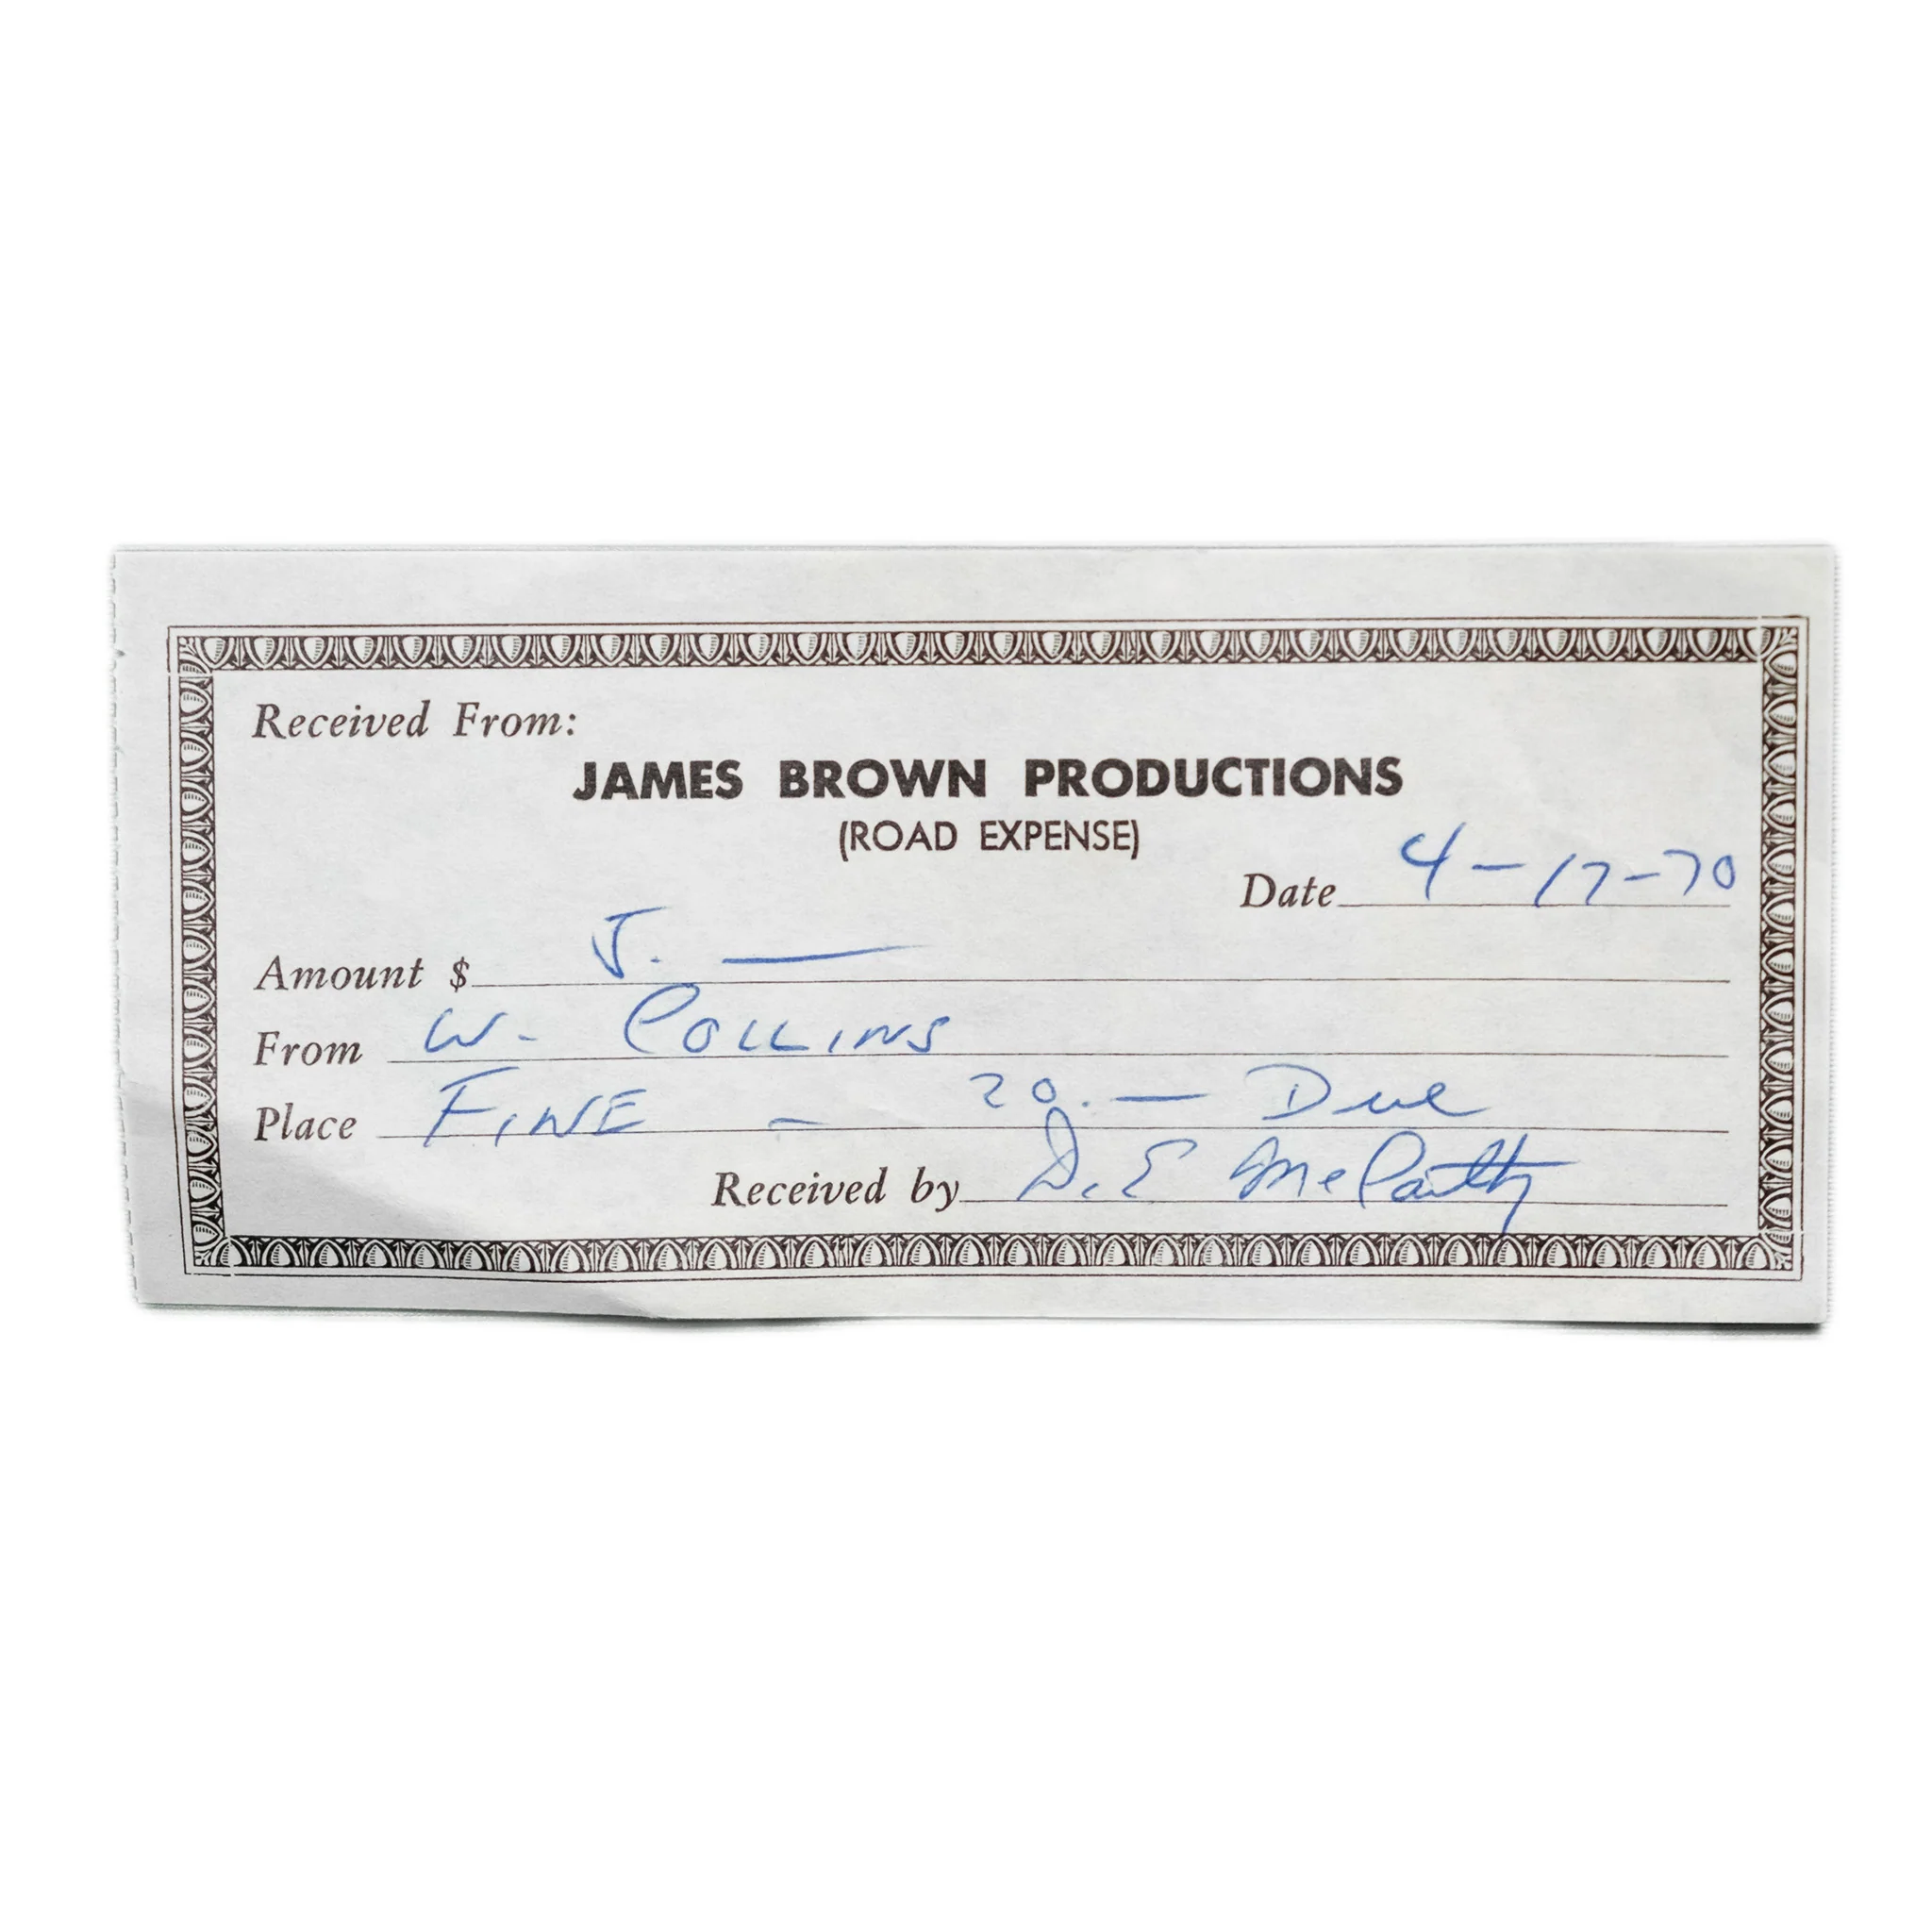 Received From:
JAMES BROWN PRODUCTIONS
(ROAD EXPENSE)
Date 4-17-70
Amount $ 5. —
From W. COLLINS
Place FINE - 20. — Due
Received by D. E McCarthy